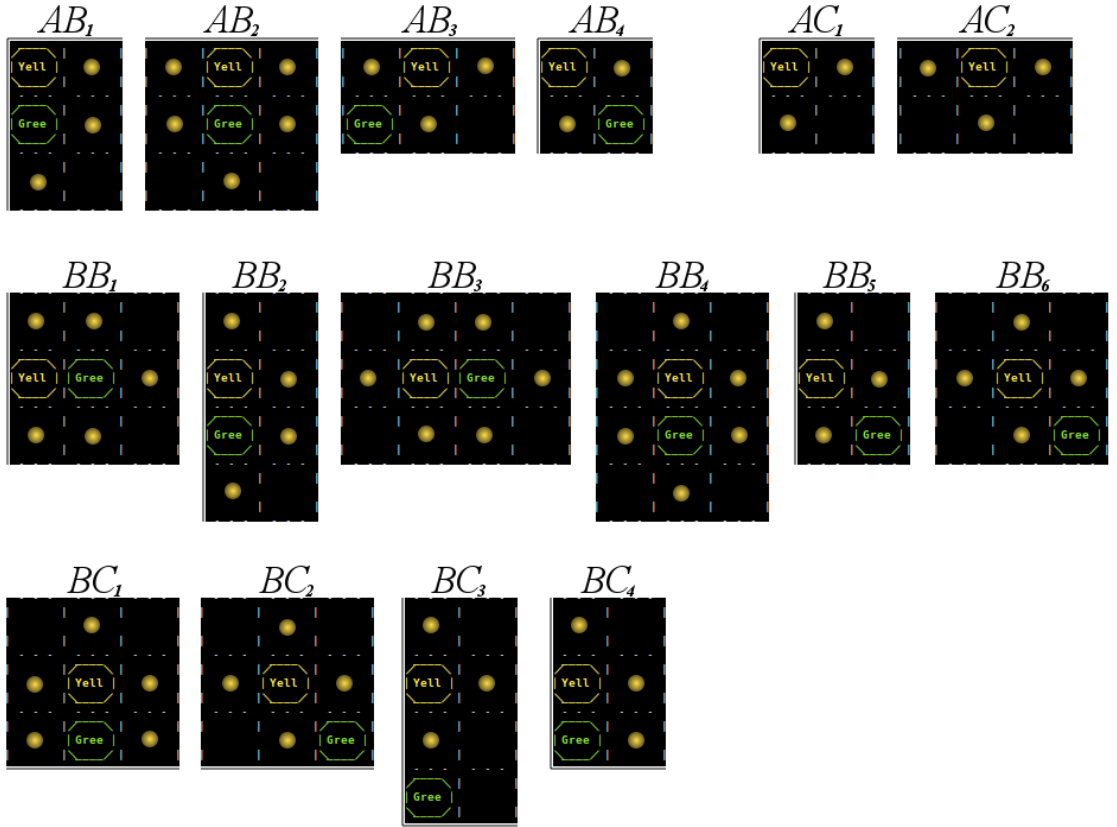 AB₁ AB₂ AB₃ AB₄ AC₁ AC₂
Yell Yell Yell Yell Yell Yell
Gree Gree Gree Gree
BB₁ BB₂ BB₃ BB₄ BB₅ BB₆
Yell Gree Yell Yell Gree Yell Yell Yell
Gree Gree Gree Gree
BC₁ BC₂ BC₃ BC₄
Yell Yell Yell Yell
Gree Gree Gree
Gree